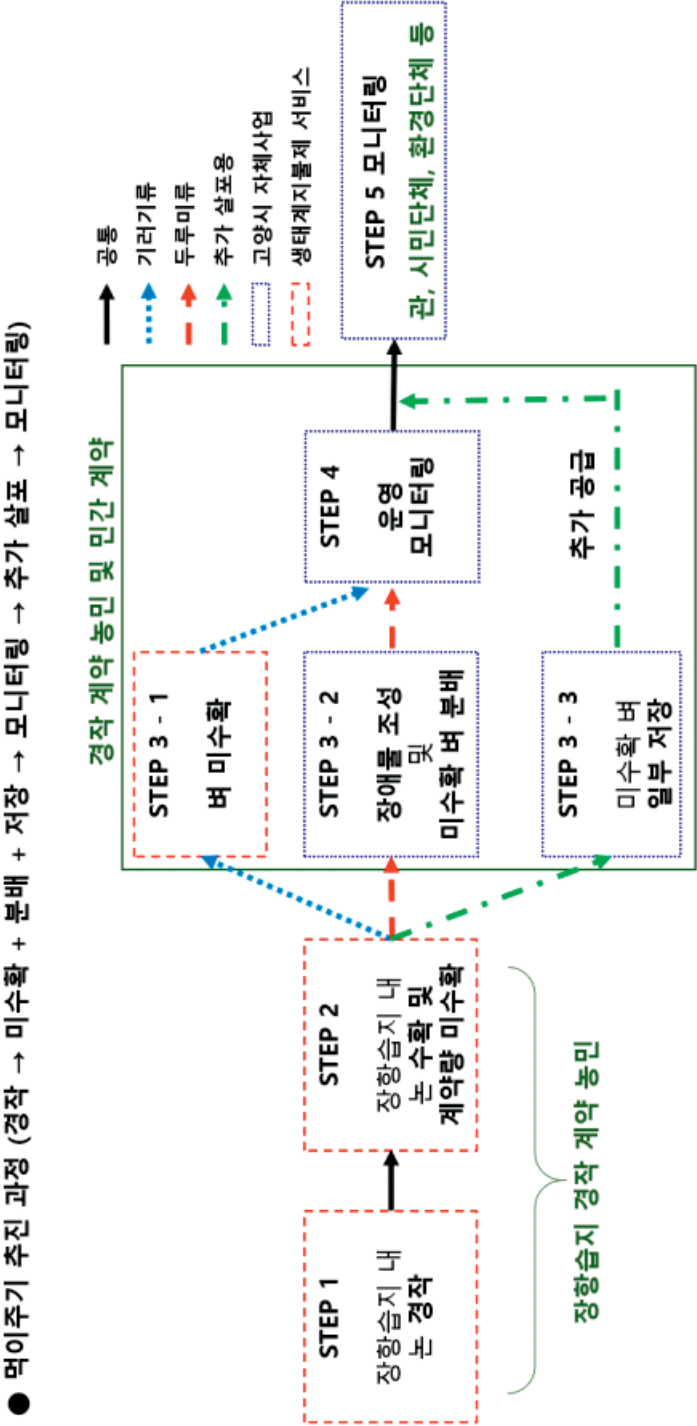 ● 먹이주기 추진 과정 (경작 → 미수확 + 분배 + 저장 → 모니터링 → 추가 살포 → 모니터링)
공통
기러기류
두루미류
추가 살포용
고양시 자체사업
생태계지불제 서비스
경작 계약 농민 및 민간 계약
STEP 1
장항습지 내
논 경작
STEP 2
장항습지 내
논 수확 및
계약량 미수확
장항습지 경작 계약 농민
STEP 3 - 1
벼 미수확
STEP 3 - 2
장애물 조성
및
미수확 벼 분배
STEP 3 - 3
미수확 벼
일부 저장
STEP 4
운영
모니터링
추가 공급
STEP 5 모니터링
관, 시민단체, 환경단체 등